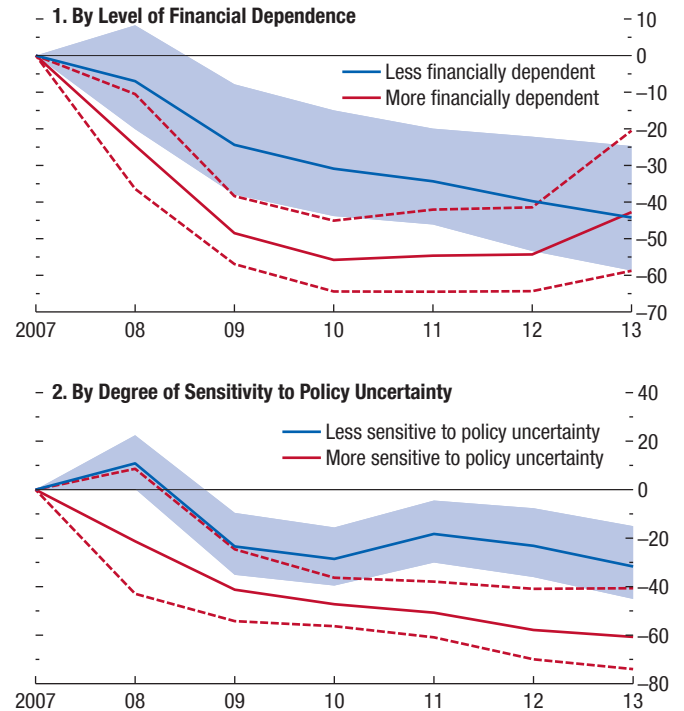 1. By Level of Financial Dependence
10
0
Less financially dependent
More financially dependent
–10
–20
–30
–40
–50
–60
–70
2007 08 09 10 11 12 13
2. By Degree of Sensitivity to Policy Uncertainty
40
Less sensitive to policy uncertainty
More sensitive to policy uncertainty
20
0
–20
–40
–60
–80
2007 08 09 10 11 12 13